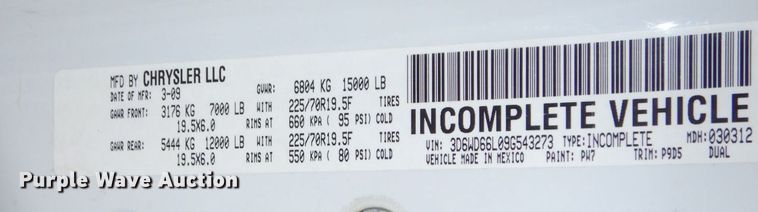 MFD BY CHRYSLER LLC
DATE OF MFR: 3-09 GVWR: 6804 KG 15000 LB
GAWR FRONT: 3176 KG 7000 LB WITH 225/70R19.5F TIRES
19.5X6.0 RIMS AT 660 KPA ( 95 PSI) COLD
GAWR REAR: 5444 KG 12000 LB WITH 225/70R19.5F TIRES
19.5X6.0 RIMS AT 550 KPA ( 80 PSI) COLD
INCOMPLETE VEHICLE
VIN: 3D6WD66L09G543273 TYPE: INCOMPLETE MDH: 030312
VEHICLE MADE IN MEXICO PAINT: PW7 TRIM: P9D5 DUAL
Purple Wave Auction